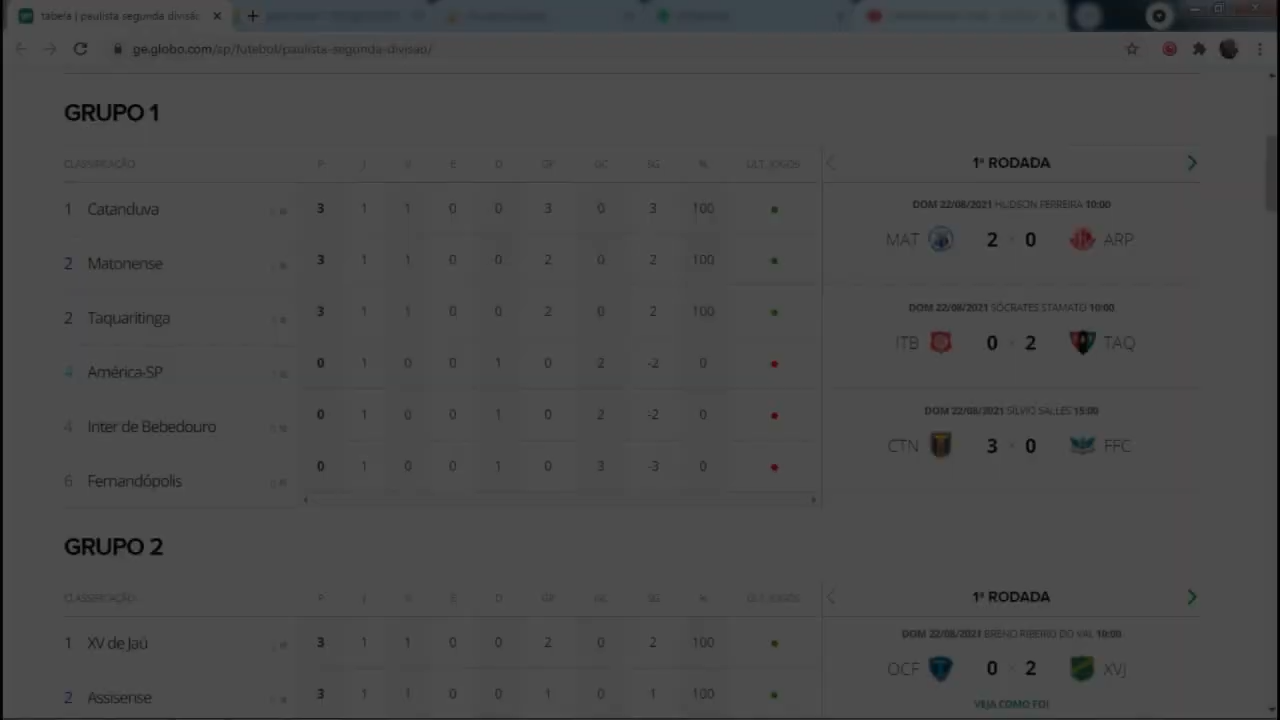 tabela | paulista segunda divisão
ge.globo.com/sp/futebol/paulista-segunda-divisao/
GRUPO 1
CLASSIFICAÇÃO P J V E D GP GC SG % ÚLT. JOGOS
1 Catanduva 3 1 1 0 0 3 0 3 100
2 Matonense 3 1 1 0 0 2 0 2 100
2 Taquaritinga 3 1 1 0 0 2 0 2 100
4 América-SP 0 1 0 0 1 0 2 -2 0
4 Inter de Bebedouro 0 1 0 0 1 0 2 -2 0
6 Fernandópolis 0 1 0 0 1 0 3 -3 0
1ª RODADA
DOM 22/08/2021 HUDSON FERREIRA 10:00
MAT 2 0 ARP
DOM 22/08/2021 SÓCRATES STAMATO 10:00
ITB 0 2 TAQ
DOM 22/08/2021 SÍLVIO SALLES 15:00
CTN 3 0 FFC
GRUPO 2
CLASSIFICAÇÃO P J V E D GP GC SG % ÚLT. JOGOS
1 XV de Jaú 3 1 1 0 0 2 0 2 100
2 Assisense 3 1 1 0 0 1 0 1 100
1ª RODADA
DOM 22/08/2021 BRENO RIBEIRO DO VAL 10:00
OCF 0 2 XVJ
VEJA COMO FOI